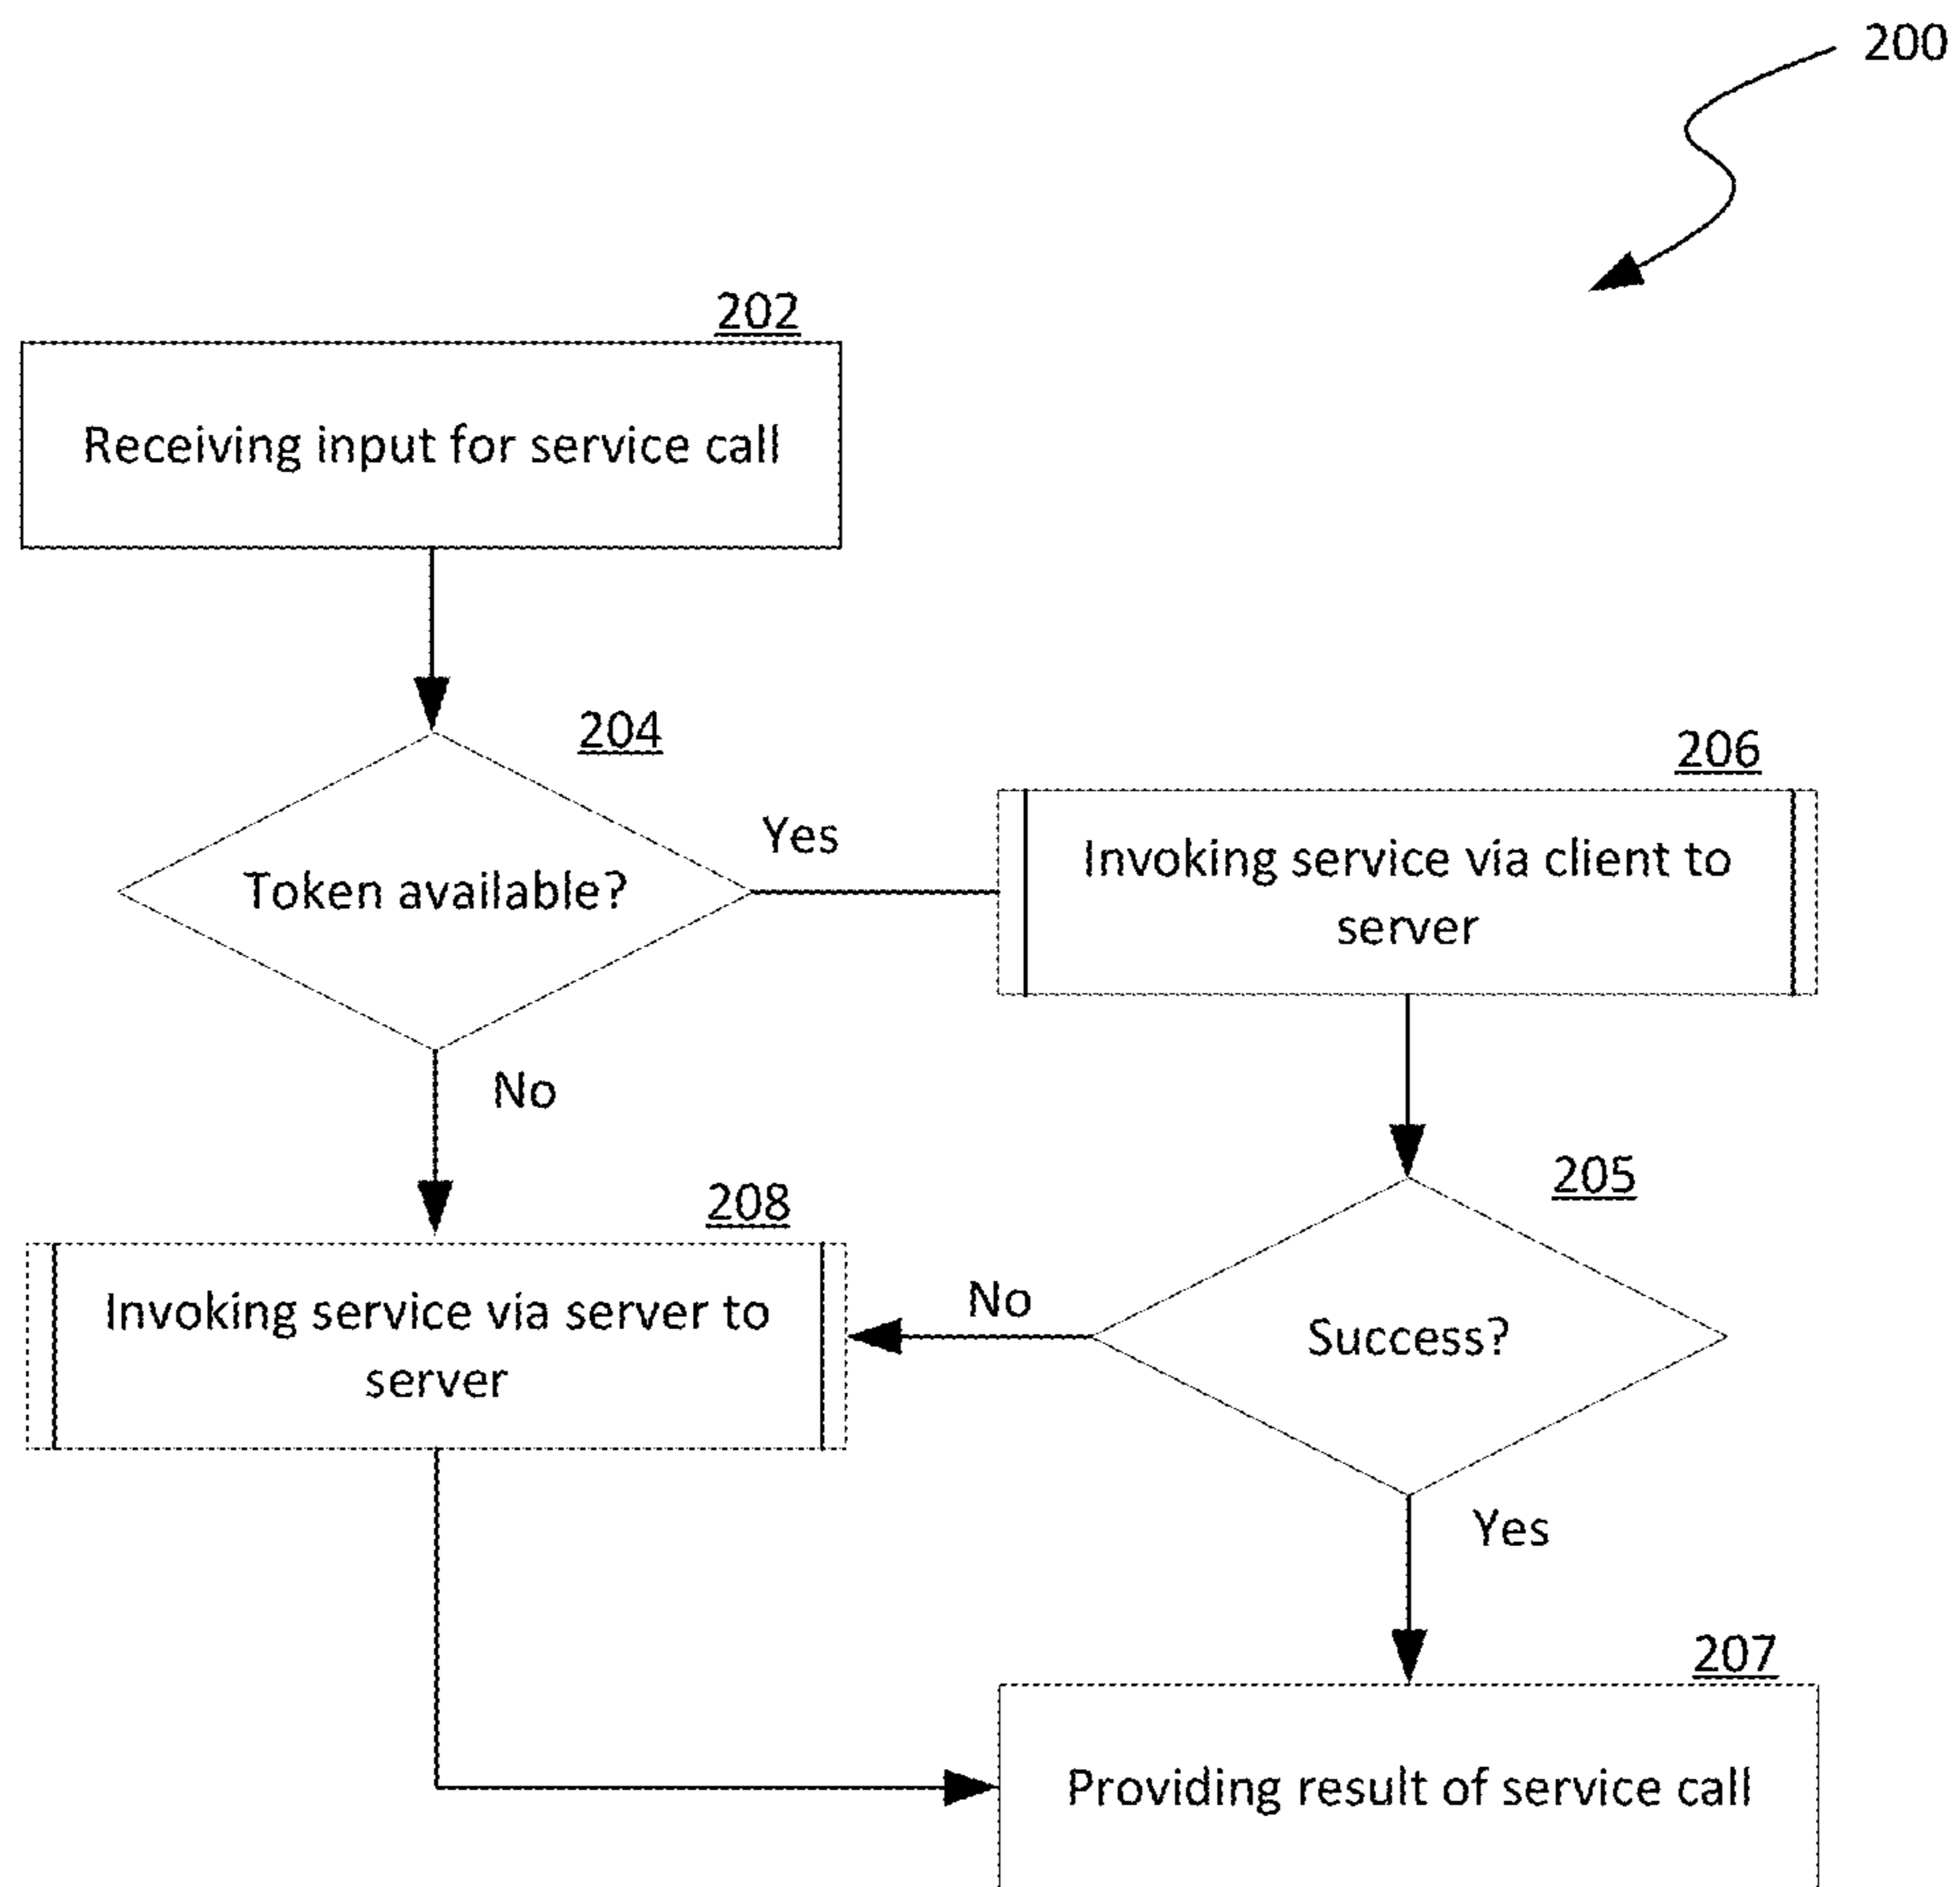 200
202
Receiving input for service call
204
Token available?
Yes
206
Invoking service via client to
server
No
208
Invoking service via server to
server
No
205
Success?
Yes
207
Providing result of service call